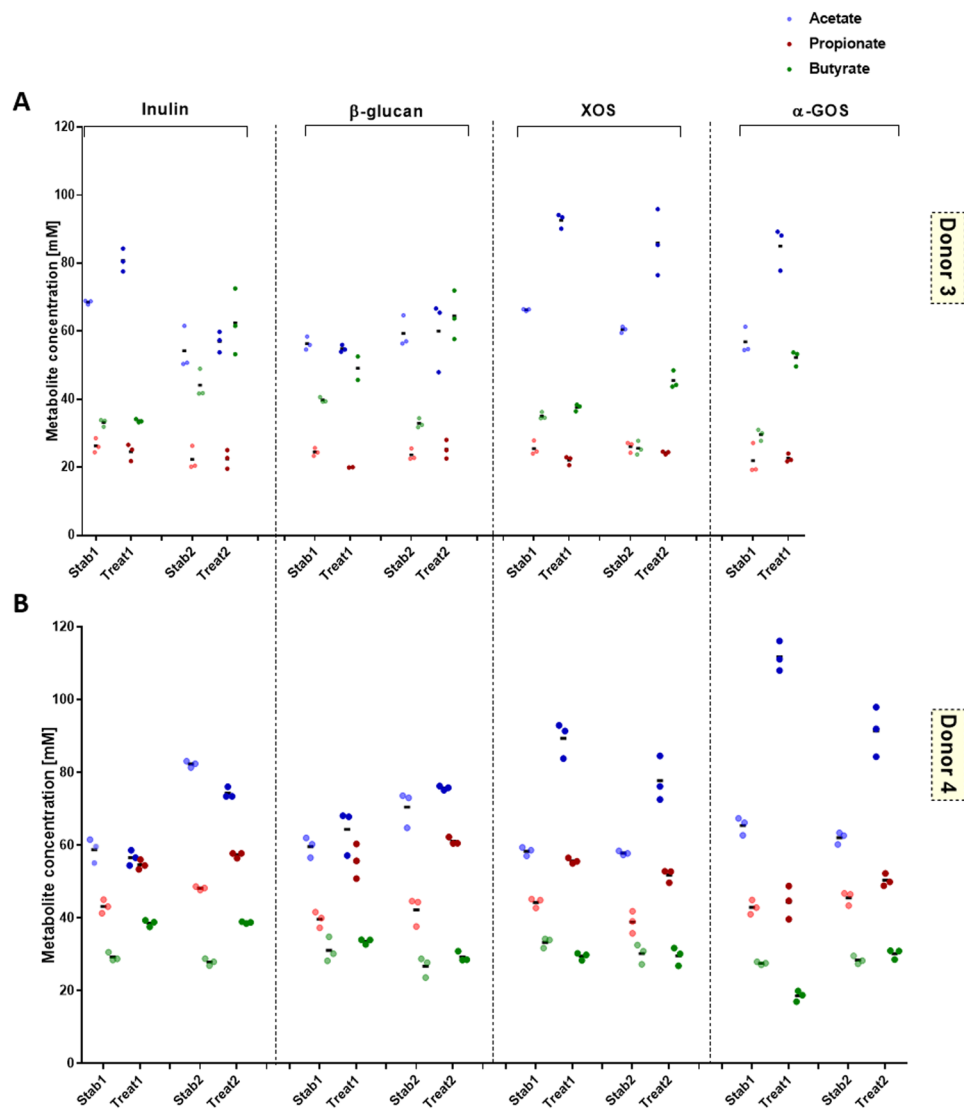 Acetate
Propionate
Butyrate
A
Inulin
β-glucan
XOS
α-GOS
Metabolite concentration [mM]
120
100
80
60
40
20
0
Stab1
Treat1
Stab2
Treat2
Stab1
Treat1
Stab2
Treat2
Stab1
Treat1
Stab2
Treat2
Stab1
Treat1
Donor 3
B
Metabolite concentration [mM]
120
100
80
60
40
20
0
Stab1
Treat1
Stab2
Treat2
Stab1
Treat1
Stab2
Treat2
Stab1
Treat1
Stab2
Treat2
Stab1
Treat1
Stab2
Treat2
Donor 4